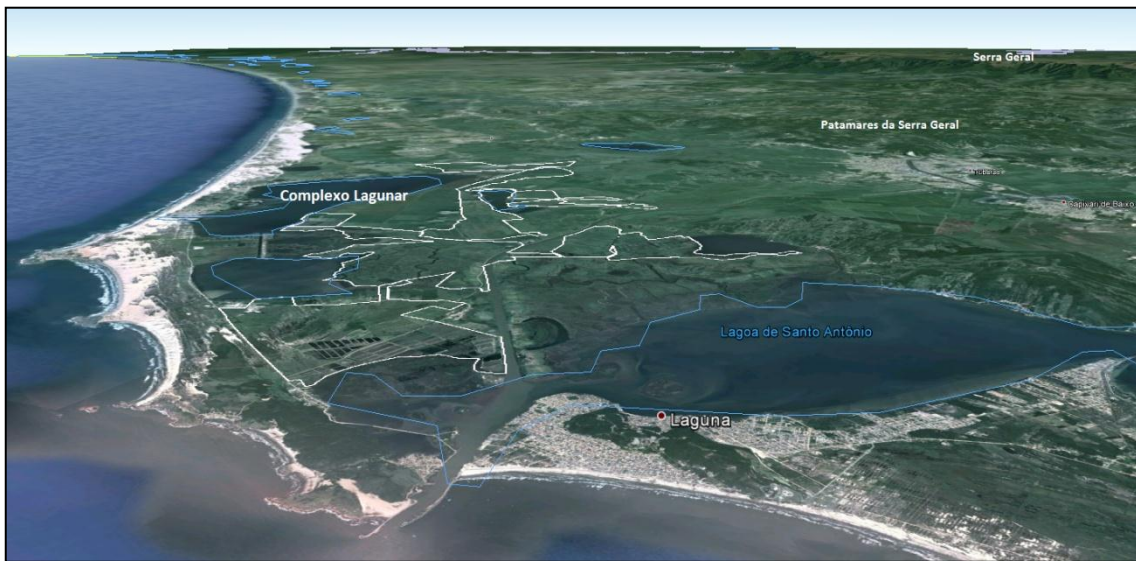 Serra Geral
Patamares da Serra Geral
Complexo Lagunar
Lagoa de Santo Antônio
Laguna